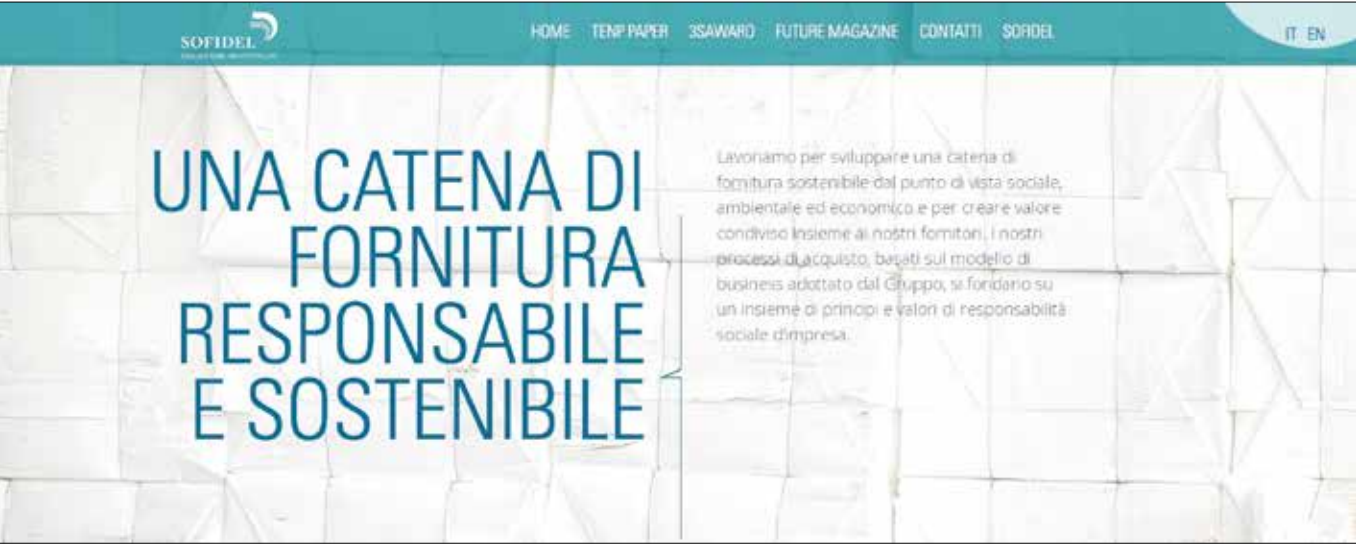 SOFIDEL
HOME TENP PAPER 3SAWARD FUTURE MAGAZINE CONTATTI SOFIDEL
IT EN
UNA CATENA DI
FORNITURA
RESPONSABILE
E SOSTENIBILE
Lavoriamo per sviluppare una catena di
fornitura sostenibile dal punto di vista sociale,
ambientale ed economico e per creare valore
condiviso insieme ai nostri fornitori. I nostri
processi di acquisto, basati sul modello di
business adottato dal Gruppo, si fondano su
un insieme di principi e valori di responsabilità
sociale d'impresa.